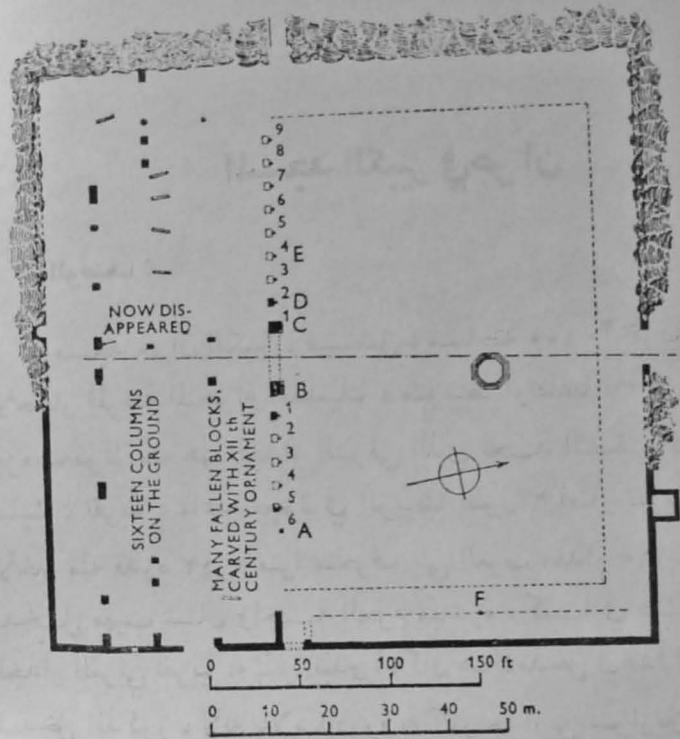 9
8
7
6
5
4 E
3
2 D
1 C
NOW DIS-
APPEARED
B
1
2
3
4
5
6 A
SIXTEEN COLUMNS
ON THE GROUND
MANY FALLEN BLOCKS,
CARVED WITH XII th
CENTURY ORNAMENT
F
0 50 100 150 ft
0 10 20 30 40 50 m.